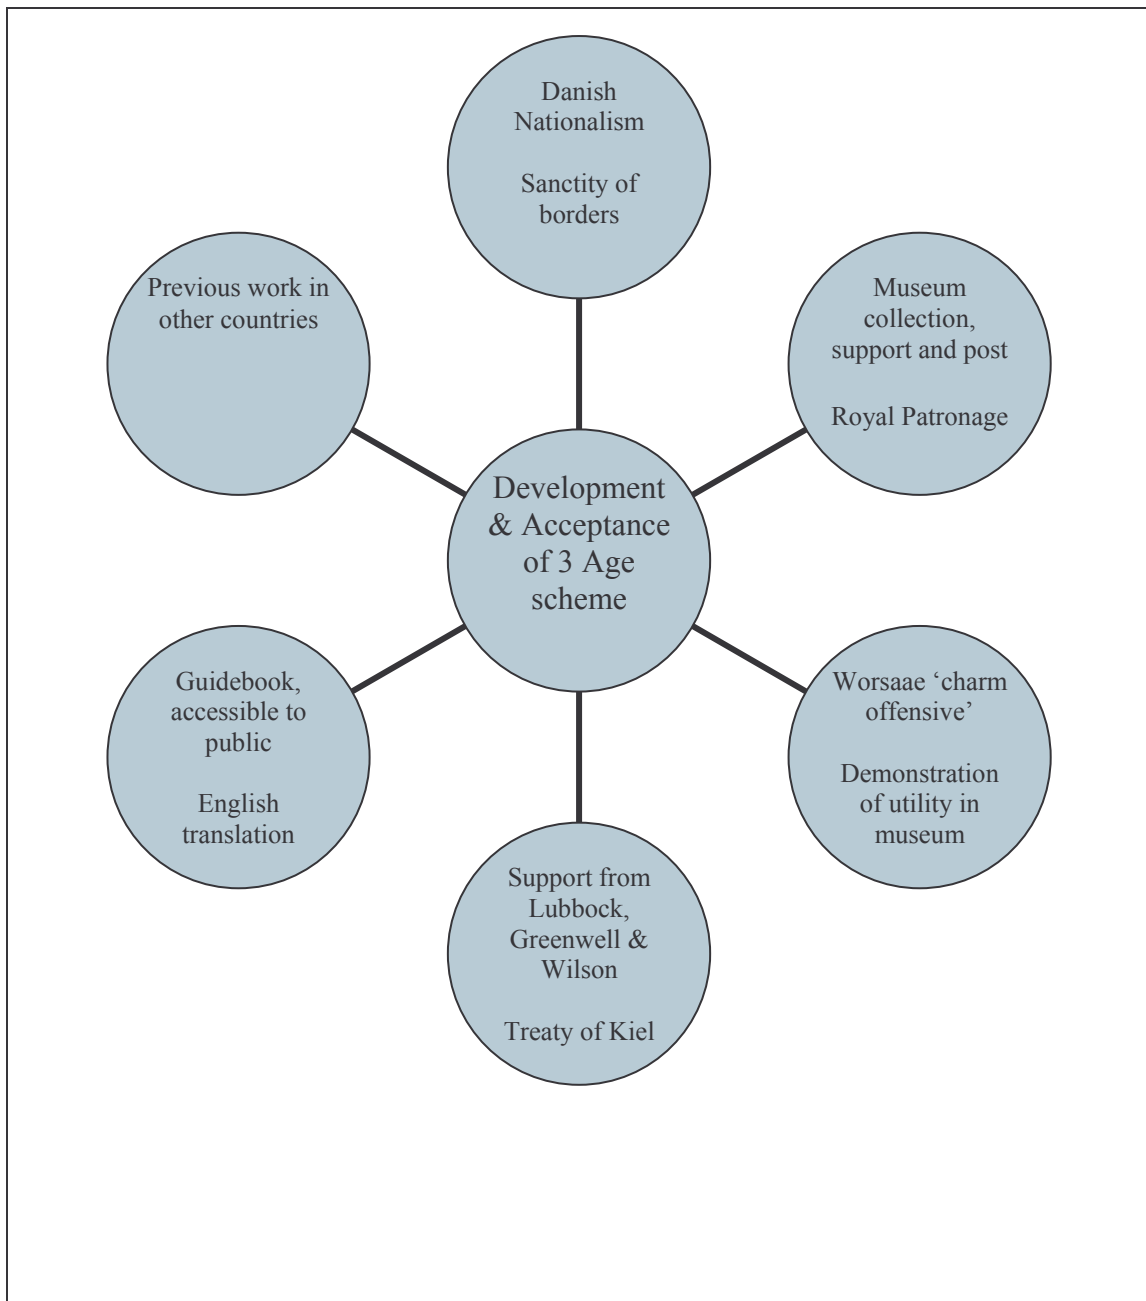 Danish
Nationalism
Sanctity of
borders
Previous work in
other countries
Museum
collection,
support and post
Royal Patronage
Development
& Acceptance
of 3 Age
scheme
Guidebook,
accessible to
public
English
translation
Worsaae ‘charm
offensive’
Demonstration
of utility in
museum
Support from
Lubbock,
Greenwell &
Wilson
Treaty of Kiel